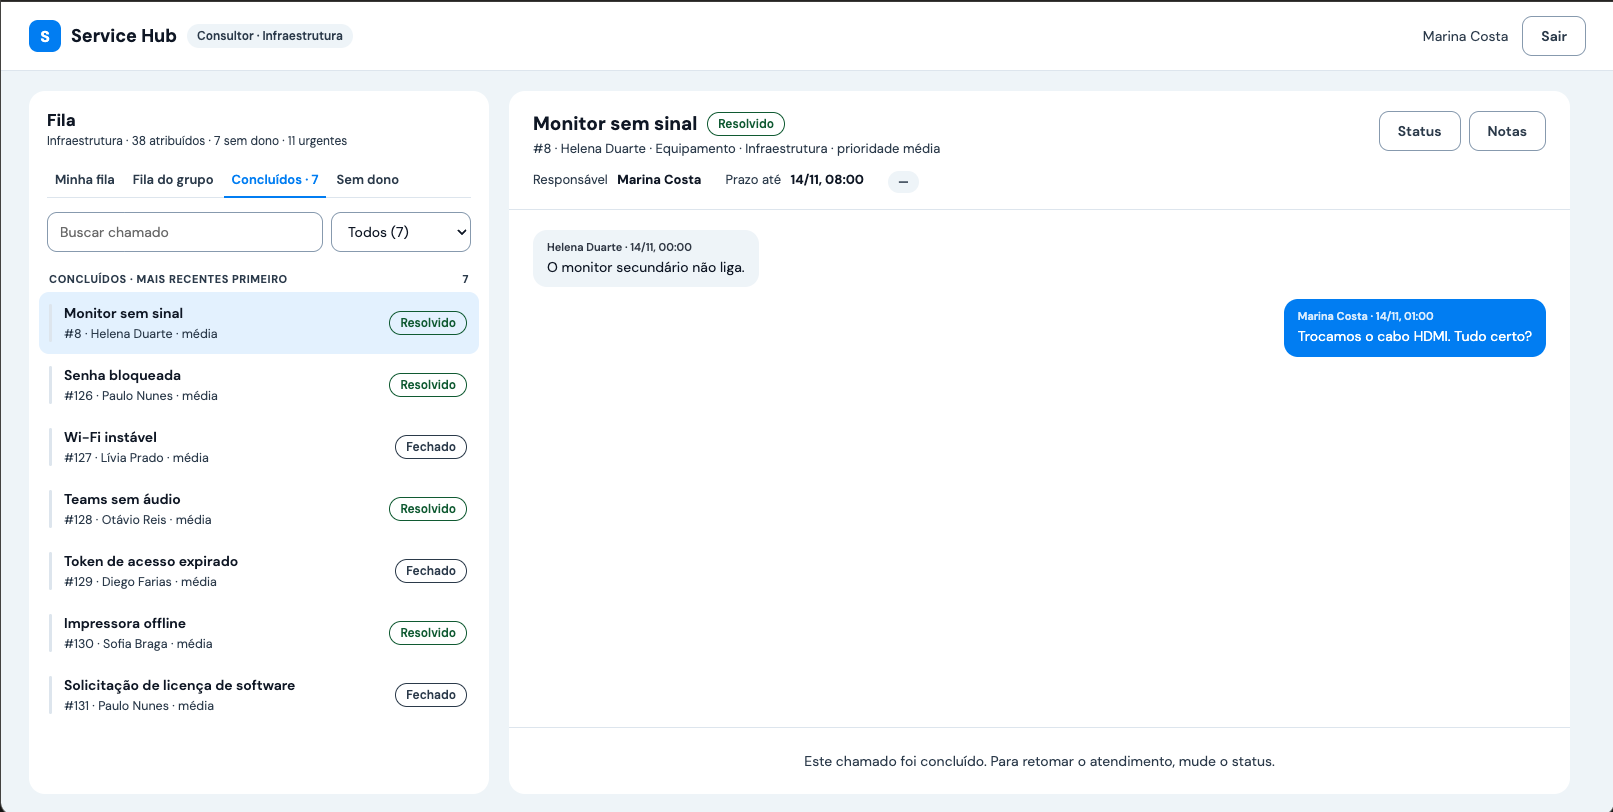 S
Service Hub
Consultor · Infraestrutura
Marina Costa
Sair
Fila
Infraestrutura · 38 atribuídos · 7 sem dono · 11 urgentes
Minha fila
Fila do grupo
Concluídos · 7
Sem dono
Buscar chamado
Todos (7)
CONCLUÍDOS · MAIS RECENTES PRIMEIRO
7
Monitor sem sinal
#8 · Helena Duarte · média
Resolvido
Senha bloqueada
#126 · Paulo Nunes · média
Resolvido
Wi-Fi instável
#127 · Lívia Prado · média
Fechado
Teams sem áudio
#128 · Otávio Reis · média
Resolvido
Token de acesso expirado
#129 · Diego Farias · média
Fechado
Impressora offline
#130 · Sofia Braga · média
Resolvido
Solicitação de licença de software
#131 · Paulo Nunes · média
Fechado
Monitor sem sinal
Resolvido
#8 · Helena Duarte · Equipamento · Infraestrutura · prioridade média
Responsável Marina Costa
Prazo até 14/11, 08:00
—
Status
Notas
Helena Duarte · 14/11, 00:00
O monitor secundário não liga.
Marina Costa · 14/11, 01:00
Trocamos o cabo HDMI. Tudo certo?
Este chamado foi concluído. Para retomar o atendimento, mude o status.